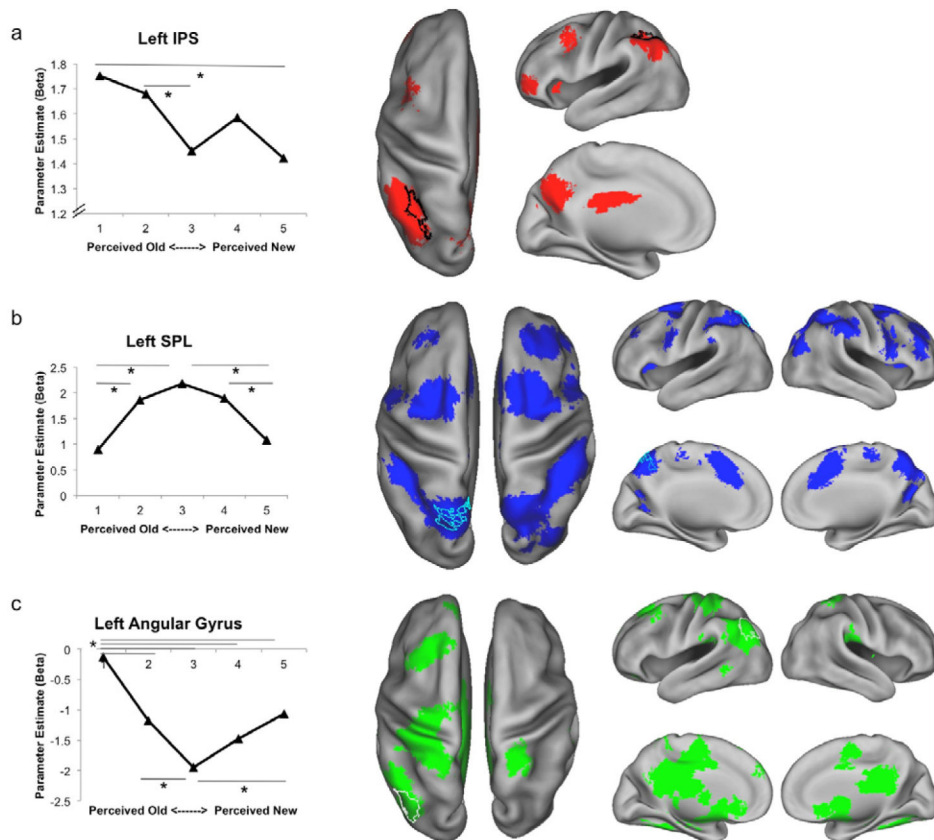 a
Left IPS
Parameter Estimate (Beta)
1.8
1.7
1.6
1.5
1.4
1.3
1.2
*
*
1 2 3 4 5
Perceived Old <------> Perceived New
b
Left SPL
Parameter Estimate (Beta)
2.5
2
1.5
1
0.5
0
* *
* *
1 2 3 4 5
Perceived Old <------> Perceived New
c
Left Angular Gyrus
Parameter Estimate (Beta)
0
-0.5
-1
-1.5
-2
-2.5
*
1 2 3 4 5
* *
Perceived Old <------> Perceived New